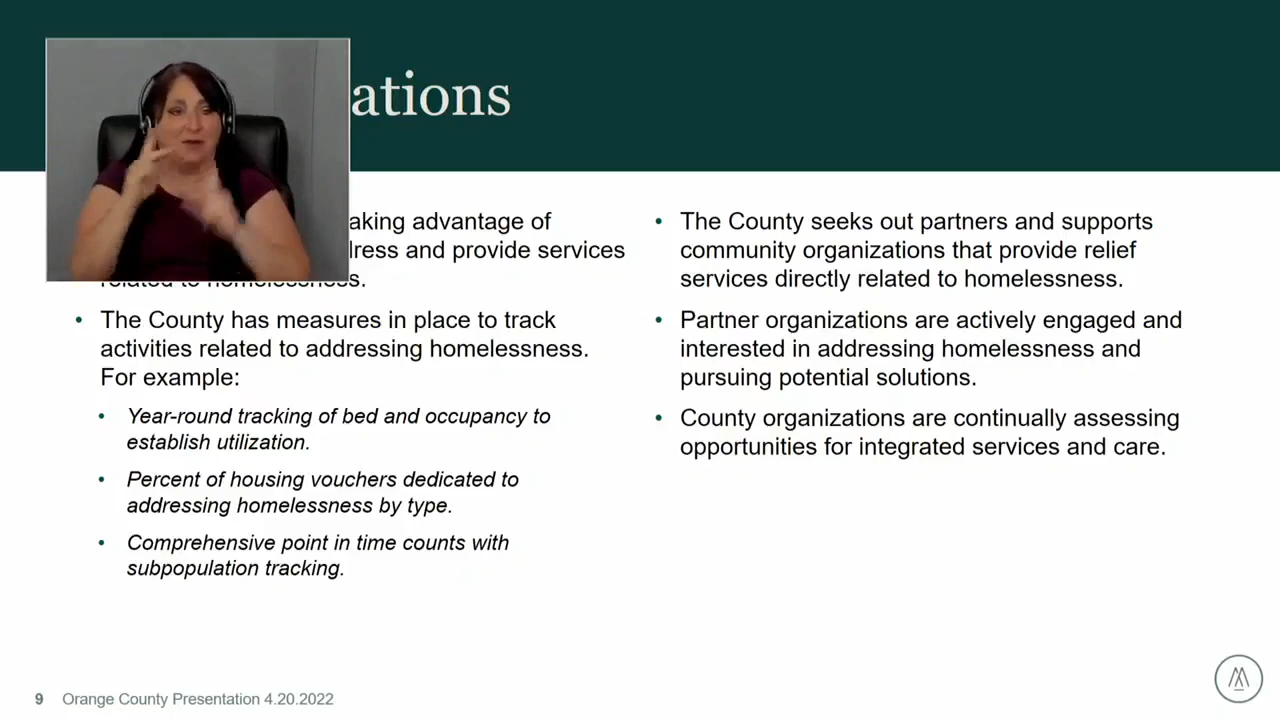 ations
aking advantage of
dress and provide services
related to homelessness.
• The County has measures in place to track
activities related to addressing homelessness.
For example:
• Year-round tracking of bed and occupancy to
establish utilization.
• Percent of housing vouchers dedicated to
addressing homelessness by type.
• Comprehensive point in time counts with
subpopulation tracking.
• The County seeks out partners and supports
community organizations that provide relief
services directly related to homelessness.
• Partner organizations are actively engaged and
interested in addressing homelessness and
pursuing potential solutions.
• County organizations are continually assessing
opportunities for integrated services and care.
9 Orange County Presentation 4.20.2022